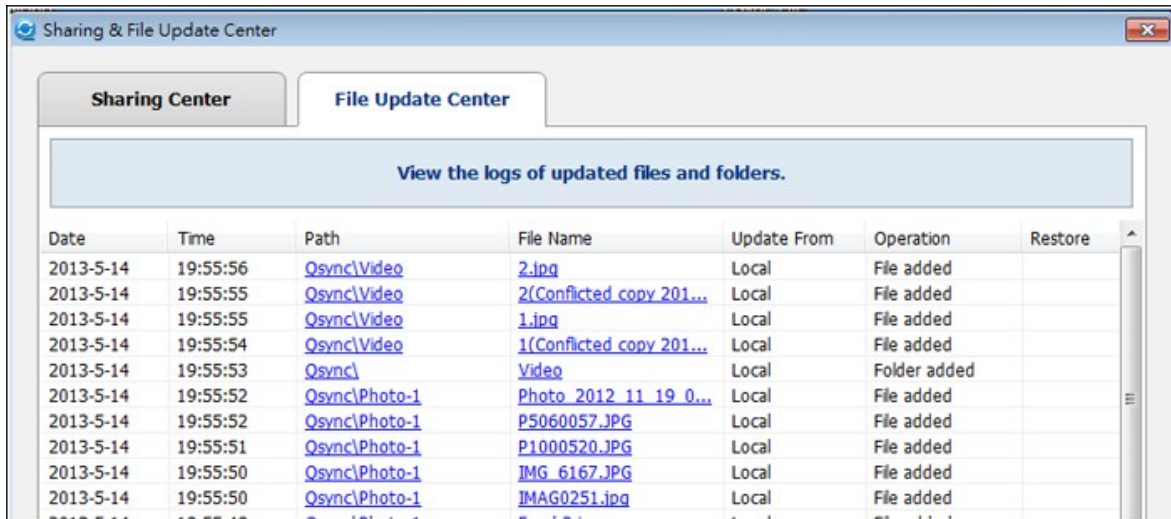 Sharing & File Update Center
Sharing Center File Update Center
View the logs of updated files and folders.
Date Time Path File Name Update From Operation Restore
2013-5-14 19:55:56 Qsync\Video 2.jpg Local File added
2013-5-14 19:55:55 Qsync\Video 2(Conflicted copy 201... Local File added
2013-5-14 19:55:55 Qsync\Video 1.jpg Local File added
2013-5-14 19:55:54 Qsync\Video 1(Conflicted copy 201... Local File added
2013-5-14 19:55:53 Qsync\ Video Local Folder added
2013-5-14 19:55:52 Qsync\Photo-1 Photo_2012_11_19_0... Local File added
2013-5-14 19:55:52 Qsync\Photo-1 P5060057.JPG Local File added
2013-5-14 19:55:51 Qsync\Photo-1 P1000520.JPG Local File added
2013-5-14 19:55:50 Qsync\Photo-1 IMG_6167.JPG Local File added
2013-5-14 19:55:50 Qsync\Photo-1 IMAG0251.jpg Local File added